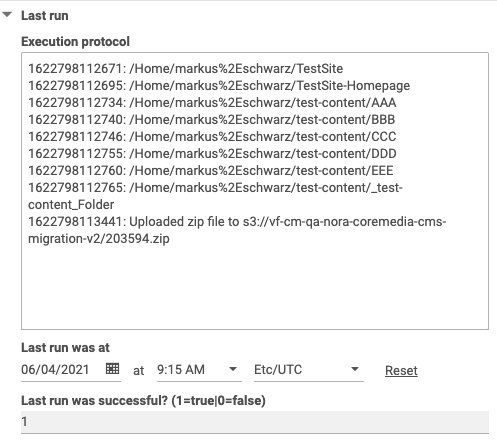 Last run
Execution protocol
1622798112671: /Home/markus%2Eschwarz/TestSite
1622798112695: /Home/markus%2Eschwarz/TestSite-Homepage
1622798112734: /Home/markus%2Eschwarz/test-content/AAA
1622798112740: /Home/markus%2Eschwarz/test-content/BBB
1622798112746: /Home/markus%2Eschwarz/test-content/CCC
1622798112755: /Home/markus%2Eschwarz/test-content/DDD
1622798112760: /Home/markus%2Eschwarz/test-content/EEE
1622798112765: /Home/markus%2Eschwarz/test-content/_test-
content_Folder
1622798113441: Uploaded zip file to s3://vf-cm-qa-nora-coremedia-cms-
migration-v2/203594.zip
Last run was at
06/04/2021 at 9:15 AM Etc/UTC Reset
Last run was successful? (1=true|0=false)
1